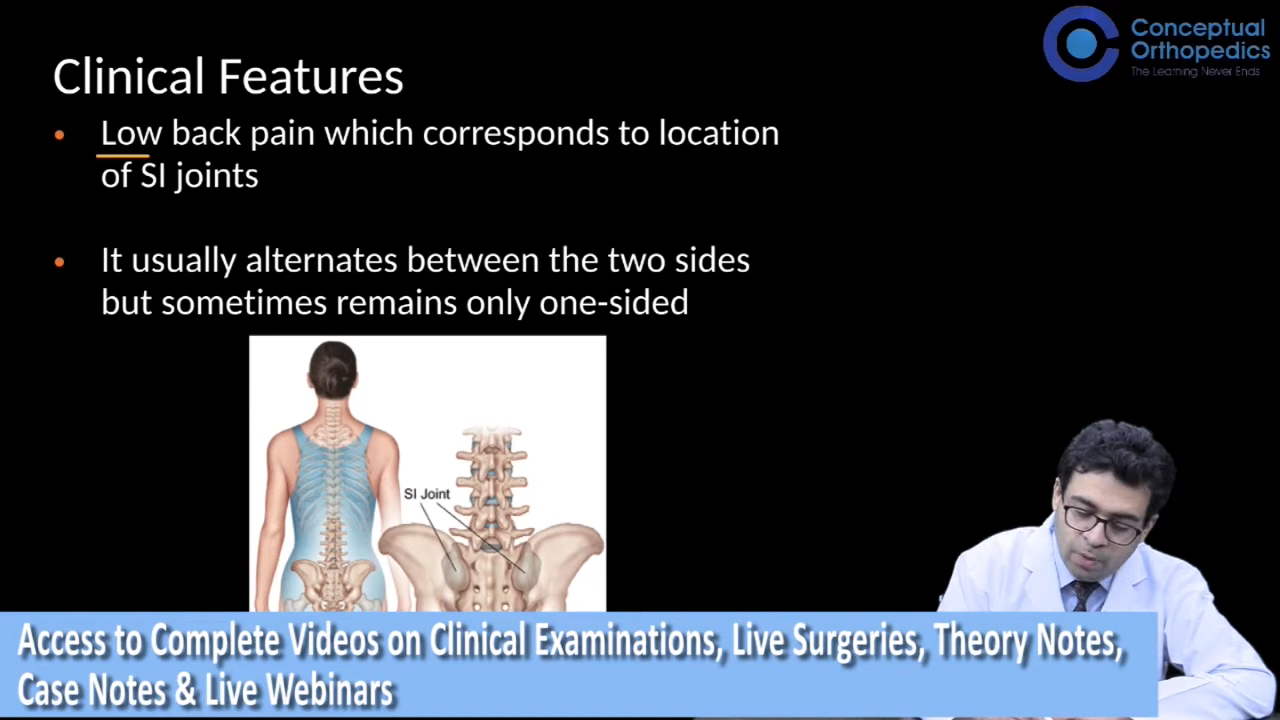 Conceptual
Orthopedics
The Learning Never Ends
Clinical Features
• Low back pain which corresponds to location
of SI joints
• It usually alternates between the two sides
but sometimes remains only one-sided
SI Joint
Access to Complete Videos on Clinical Examinations, Live Surgeries, Theory Notes,
Case Notes & Live Webinars